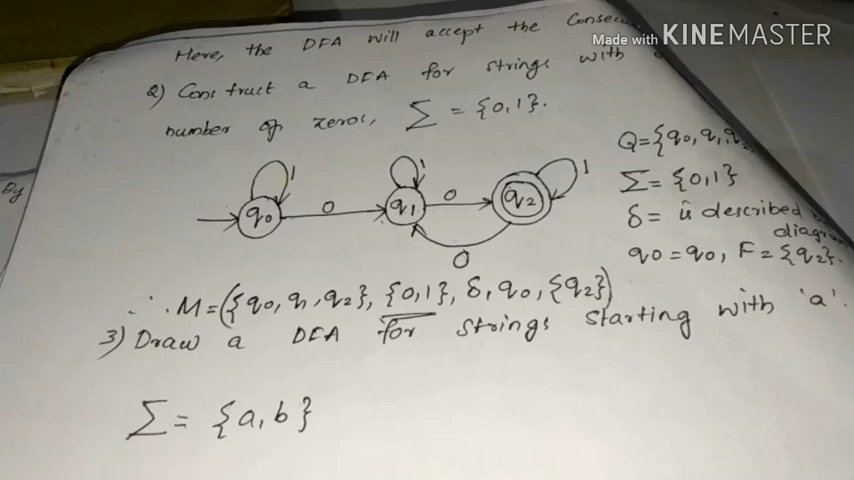 Here, the DFA will accept the
Made with KINEMASTER
2) Construct a DFA for strings with
number of zeros, Σ = {0,1}.
Q={q0, q1, q2
Σ = {0,1}
δ = is described
diagram
q0 = q0, F = {q2}.
By
1 1 1
q0 0 q1 0 q2
0
∴ M = ({q0, q1, q2}, {0,1}, δ, q0, {q2})
3) Draw a DFA for strings starting with 'a'.
Σ = {a, b}